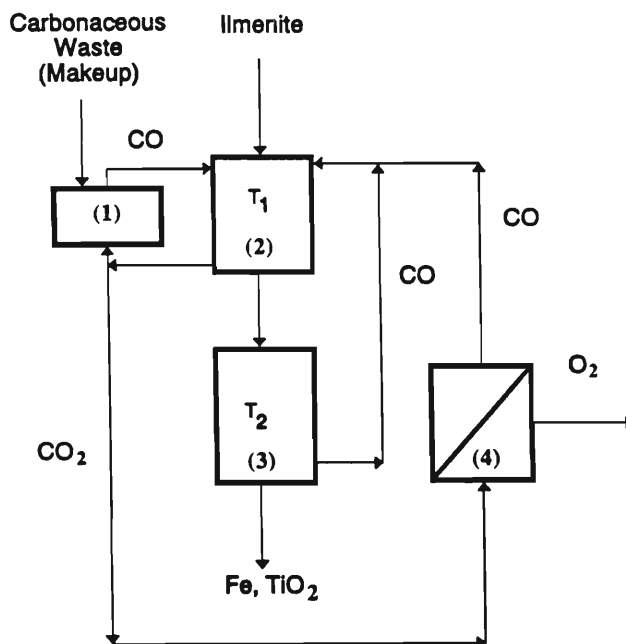 Carbonaceous
Waste
(Makeup)
Ilmenite
CO
(1)
T1
(2)
CO
CO
T2
(3)
O2
(4)
CO2
Fe, TiO2